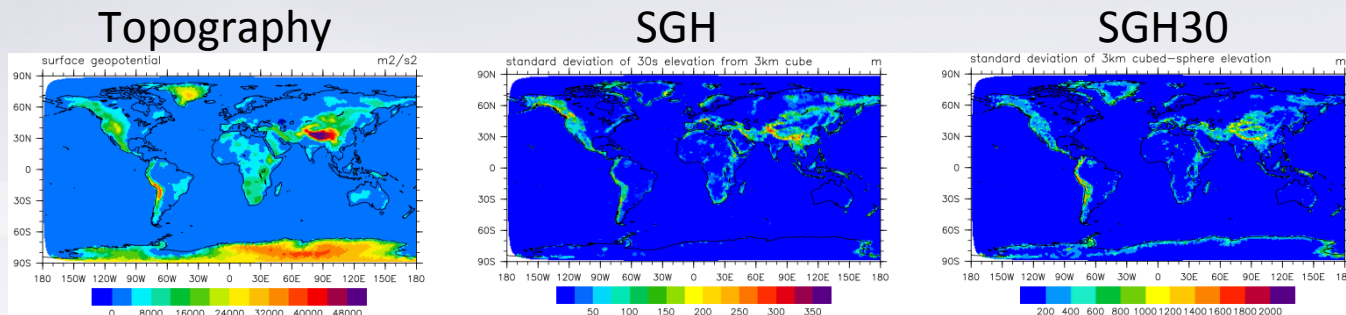 Topography
surface geopotential m2/s2
90N
60N
30N
0
30S
60S
90S
180 150W 120W 90W 60W 30W 0 30E 60E 90E 120E 150E 180
0 8000 16000 24000 32000 40000 48000
SGH
standard deviation of 30s elevation from 3km cube m
90N
60N
30N
0
30S
60S
90S
180 150W 120W 90W 60W 30W 0 30E 60E 90E 120E 150E 180
50 100 150 200 250 300 350
SGH30
standard deviation of 3km cubed-sphere elevation m
90N
60N
30N
0
30S
60S
90S
180 150W 120W 90W 60W 30W 0 30E 60E 90E 120E 150E 180
200 400 600 800 1000 1200 1400 1600 1800 2000